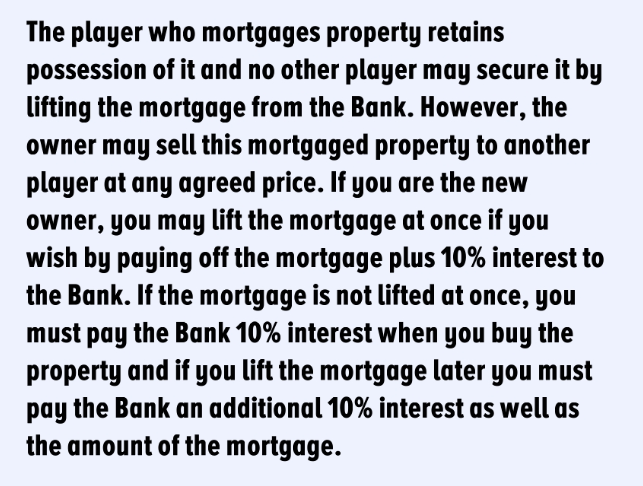 The player who mortgages property retains
possession of it and no other player may secure it by
lifting the mortgage from the Bank. However, the
owner may sell this mortgaged property to another
player at any agreed price. If you are the new
owner, you may lift the mortgage at once if you
wish by paying off the mortgage plus 10% interest to
the Bank. If the mortgage is not lifted at once, you
must pay the Bank 10% interest when you buy the
property and if you lift the mortgage later you must
pay the Bank an additional 10% interest as well as
the amount of the mortgage.